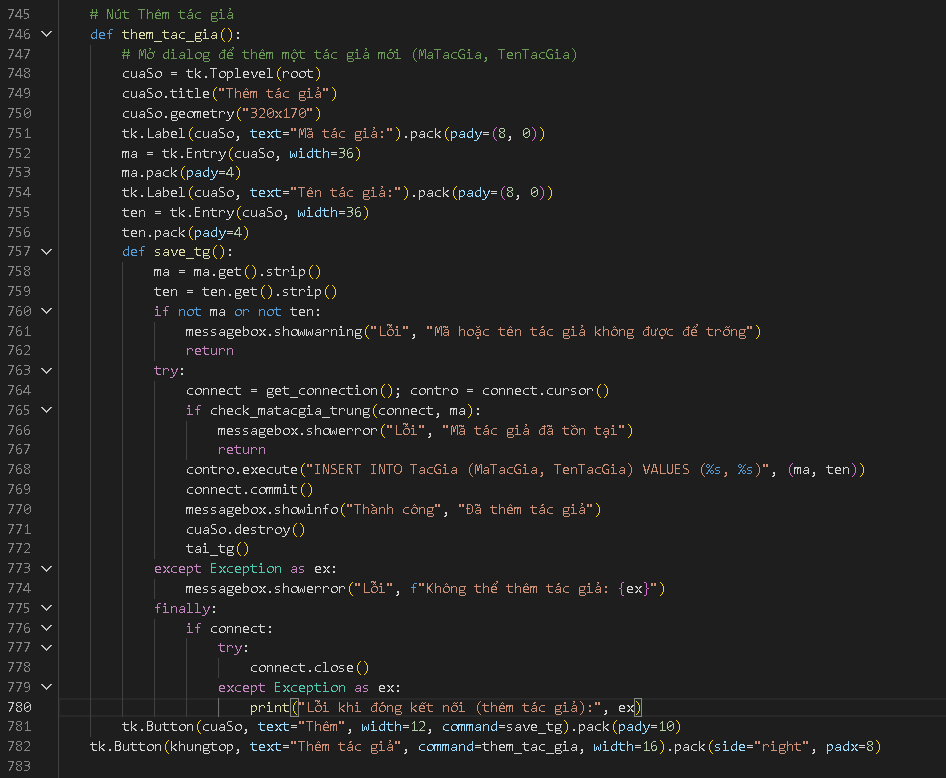 745 # Nút Thêm tác giả
746 def them_tac_gia():
747 # Mở dialog để thêm một tác giả mới (MaTacGia, TenTacGia)
748 cuaSo = tk.Toplevel(root)
749 cuaSo.title("Thêm tác giả")
750 cuaSo.geometry("320x170")
751 tk.Label(cuaSo, text="Mã tác giả:").pack(pady=(8, 0))
752 ma = tk.Entry(cuaSo, width=36)
753 ma.pack(pady=4)
754 tk.Label(cuaSo, text="Tên tác giả:").pack(pady=(8, 0))
755 ten = tk.Entry(cuaSo, width=36)
756 ten.pack(pady=4)
757 def save_tg():
758 ma = ma.get().strip()
759 ten = ten.get().strip()
760 if not ma or not ten:
761 messagebox.showwarning("Lỗi", "Mã hoặc tên tác giả không được để trống")
762 return
763 try:
764 connect = get_connection(); contro = connect.cursor()
765 if check_matacgia_trung(connect, ma):
766 messagebox.showerror("Lỗi", "Mã tác giả đã tồn tại")
767 return
768 contro.execute("INSERT INTO TacGia (MaTacGia, TenTacGia) VALUES (%s, %s)", (ma, ten))
769 connect.commit()
770 messagebox.showinfo("Thành công", "Đã thêm tác giả")
771 cuaSo.destroy()
772 tai_tg()
773 except Exception as ex:
774 messagebox.showerror("Lỗi", f"Không thể thêm tác giả: {ex}")
775 finally:
776 if connect:
777 try:
778 connect.close()
779 except Exception as ex:
780 print("Lỗi khi đóng kết nối (thêm tác giả):", ex)
781 tk.Button(cuaSo, text="Thêm", width=12, command=save_tg).pack(pady=10)
782 tk.Button(khungtop, text="Thêm tác giả", command=them_tac_gia, width=16).pack(side="right", padx=8)
783